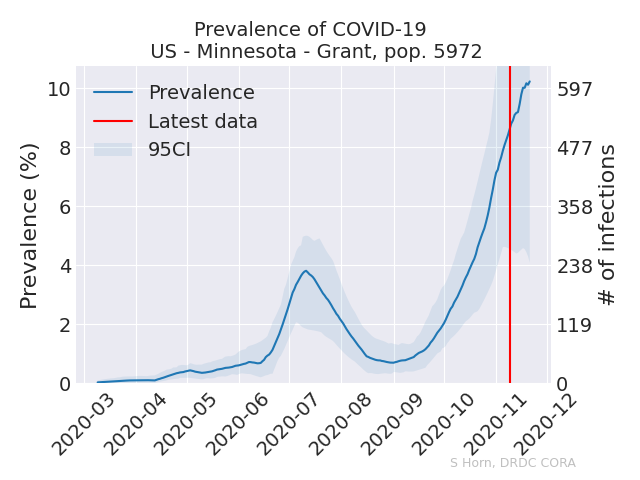 Prevalence of COVID-19
US - Minnesota - Grant, pop. 5972
Prevalence
Latest data
95CI
Prevalence (%)
10
8
6
4
2
0
# of infections
597
477
358
238
119
0
2020-03
2020-04
2020-05
2020-06
2020-07
2020-08
2020-09
2020-10
2020-11
2020-12
S Horn, DRDC CORA